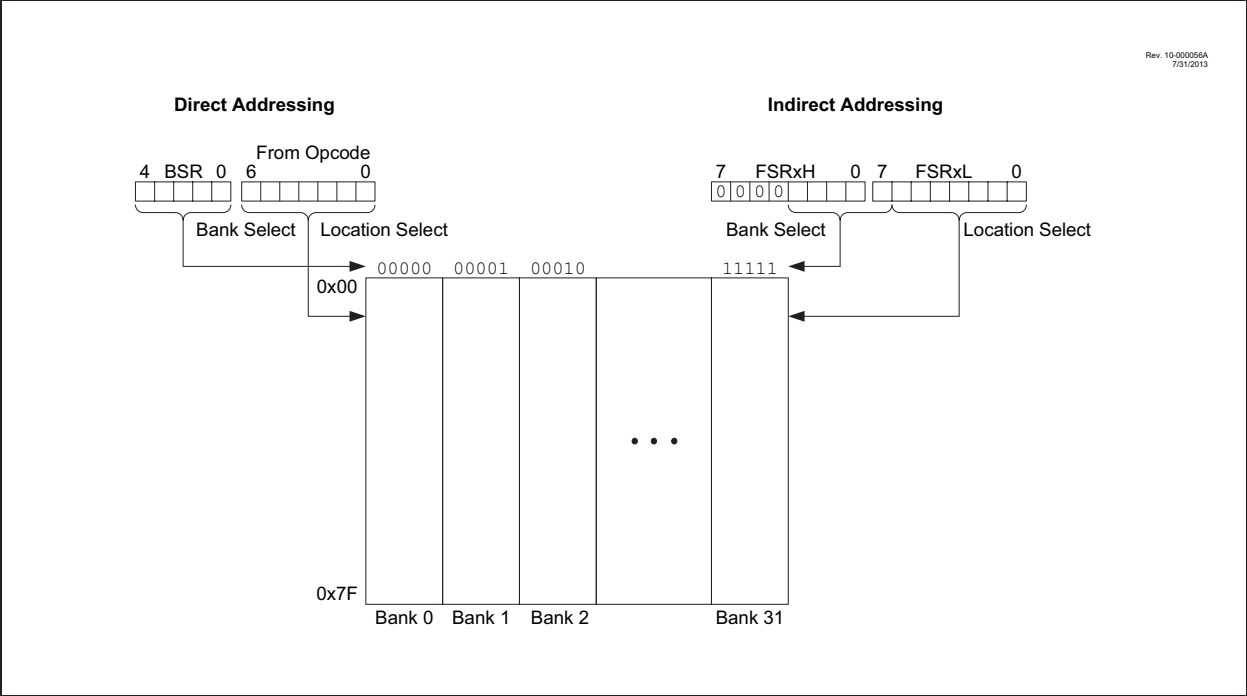 Rev. 10-000056A
7/31/2013
Direct Addressing
Indirect Addressing
From Opcode
4 BSR 0 6 0
7 FSRxH 0 7 FSRxL 0
0 0 0 0
Bank Select Location Select
Bank Select Location Select
00000 00001 00010 11111
0x00
0x7F
Bank 0 Bank 1 Bank 2 Bank 31